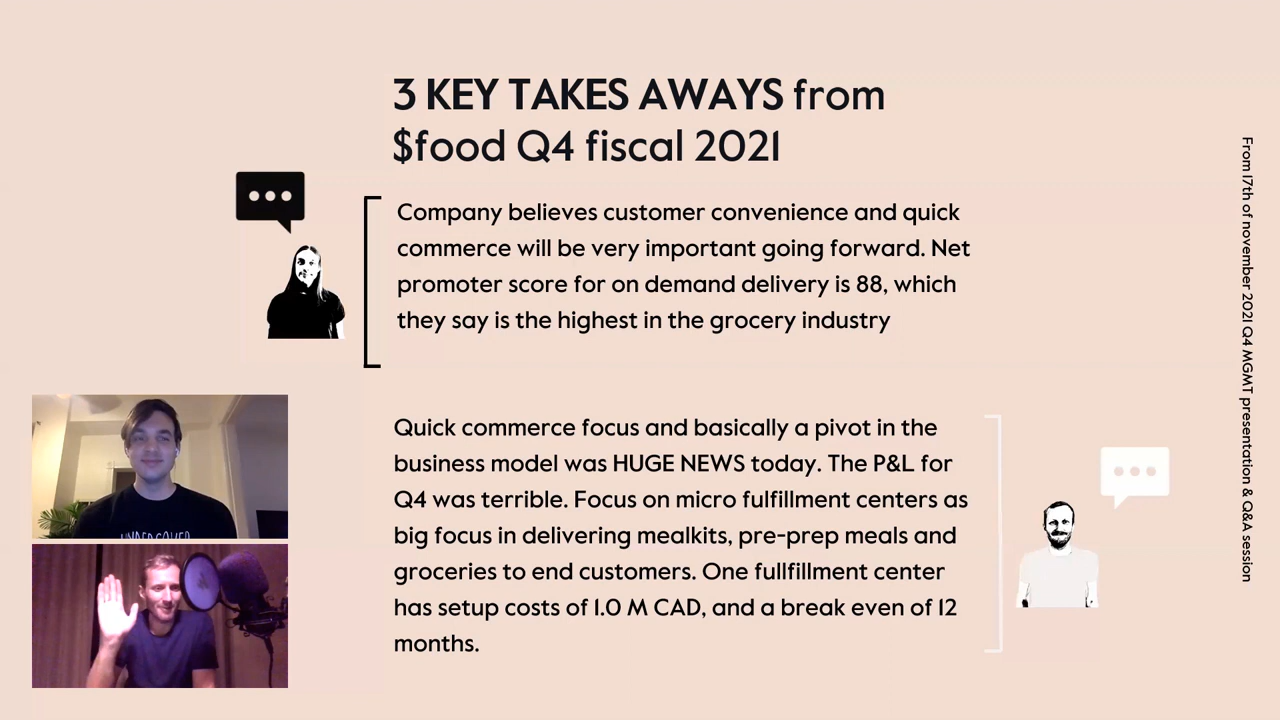 3 KEY TAKES AWAYS from
$food Q4 fiscal 2021
Company believes customer convenience and quick
commerce will be very important going forward. Net
promoter score for on demand delivery is 88, which
they say is the highest in the grocery industry
Quick commerce focus and basically a pivot in the
business model was HUGE NEWS today. The P&L for
Q4 was terrible. Focus on micro fulfillment centers as
big focus in delivering mealkits, pre-prep meals and
groceries to end customers. One fullfillment center
has setup costs of 1.0 M CAD, and a break even of 12
months.
From 17th of november 2021 Q4 MGMT presentation & Q&A session